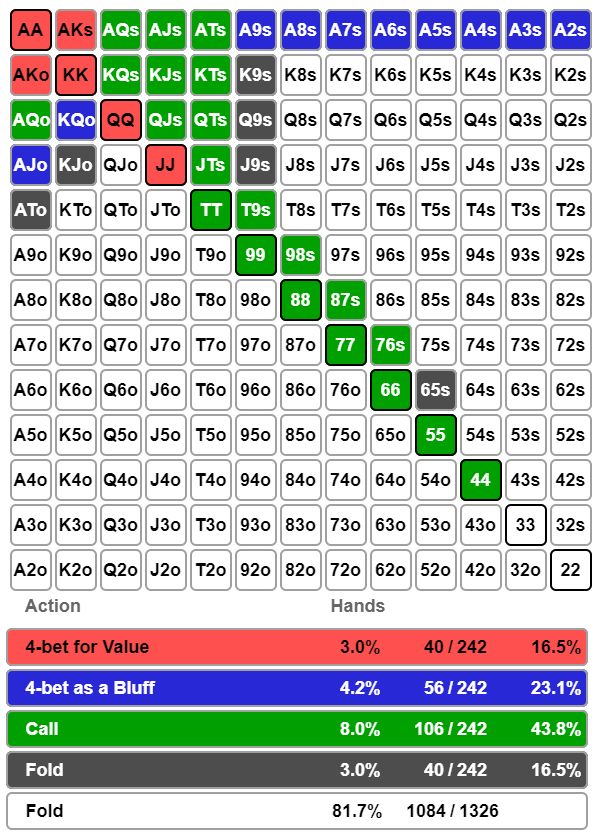 AA AKs AQs AJs ATs A9s A8s A7s A6s A5s A4s A3s A2s
AKo KK KQs KJs KTs K9s K8s K7s K6s K5s K4s K3s K2s
AQo KQo QQ QJs QTs Q9s Q8s Q7s Q6s Q5s Q4s Q3s Q2s
AJo KJo QJo JJ JTs J9s J8s J7s J6s J5s J4s J3s J2s
ATo KTo QTo JTo TT T9s T8s T7s T6s T5s T4s T3s T2s
A9o K9o Q9o J9o T9o 99 98s 97s 96s 95s 94s 93s 92s
A8o K8o Q8o J8o T8o 98o 88 87s 86s 85s 84s 83s 82s
A7o K7o Q7o J7o T7o 97o 87o 77 76s 75s 74s 73s 72s
A6o K6o Q6o J6o T6o 96o 86o 76o 66 65s 64s 63s 62s
A5o K5o Q5o J5o T5o 95o 85o 75o 65o 55 54s 53s 52s
A4o K4o Q4o J4o T4o 94o 84o 74o 64o 54o 44 43s 42s
A3o K3o Q3o J3o T3o 93o 83o 73o 63o 53o 43o 33 32s
A2o K2o Q2o J2o T2o 92o 82o 72o 62o 52o 42o 32o 22
Action Hands
4-bet for Value 3.0% 40 / 242 16.5%
4-bet as a Bluff 4.2% 56 / 242 23.1%
Call 8.0% 106 / 242 43.8%
Fold 3.0% 40 / 242 16.5%
Fold 81.7% 1084 / 1326